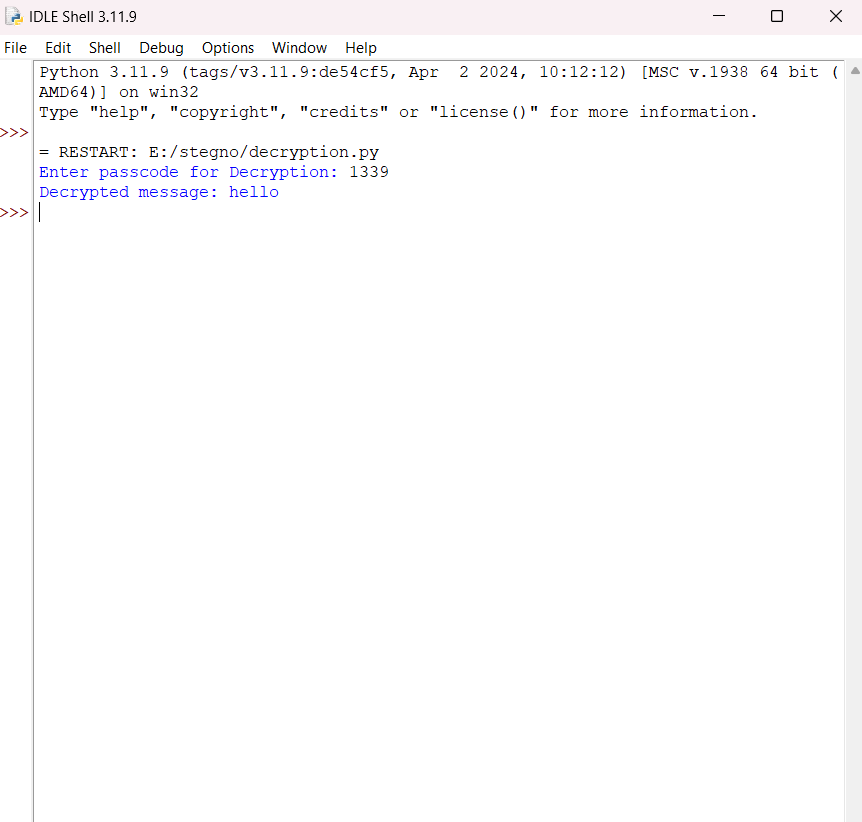 IDLE Shell 3.11.9
File Edit Shell Debug Options Window Help
Python 3.11.9 (tags/v3.11.9:de54cf5, Apr  2 2024, 10:12:12) [MSC v.1938 64 bit (
AMD64)] on win32
Type "help", "copyright", "credits" or "license()" for more information.
>>>
= RESTART: E:/stegno/decryption.py
Enter passcode for Decryption: 1339
Decrypted message: hello
>>>